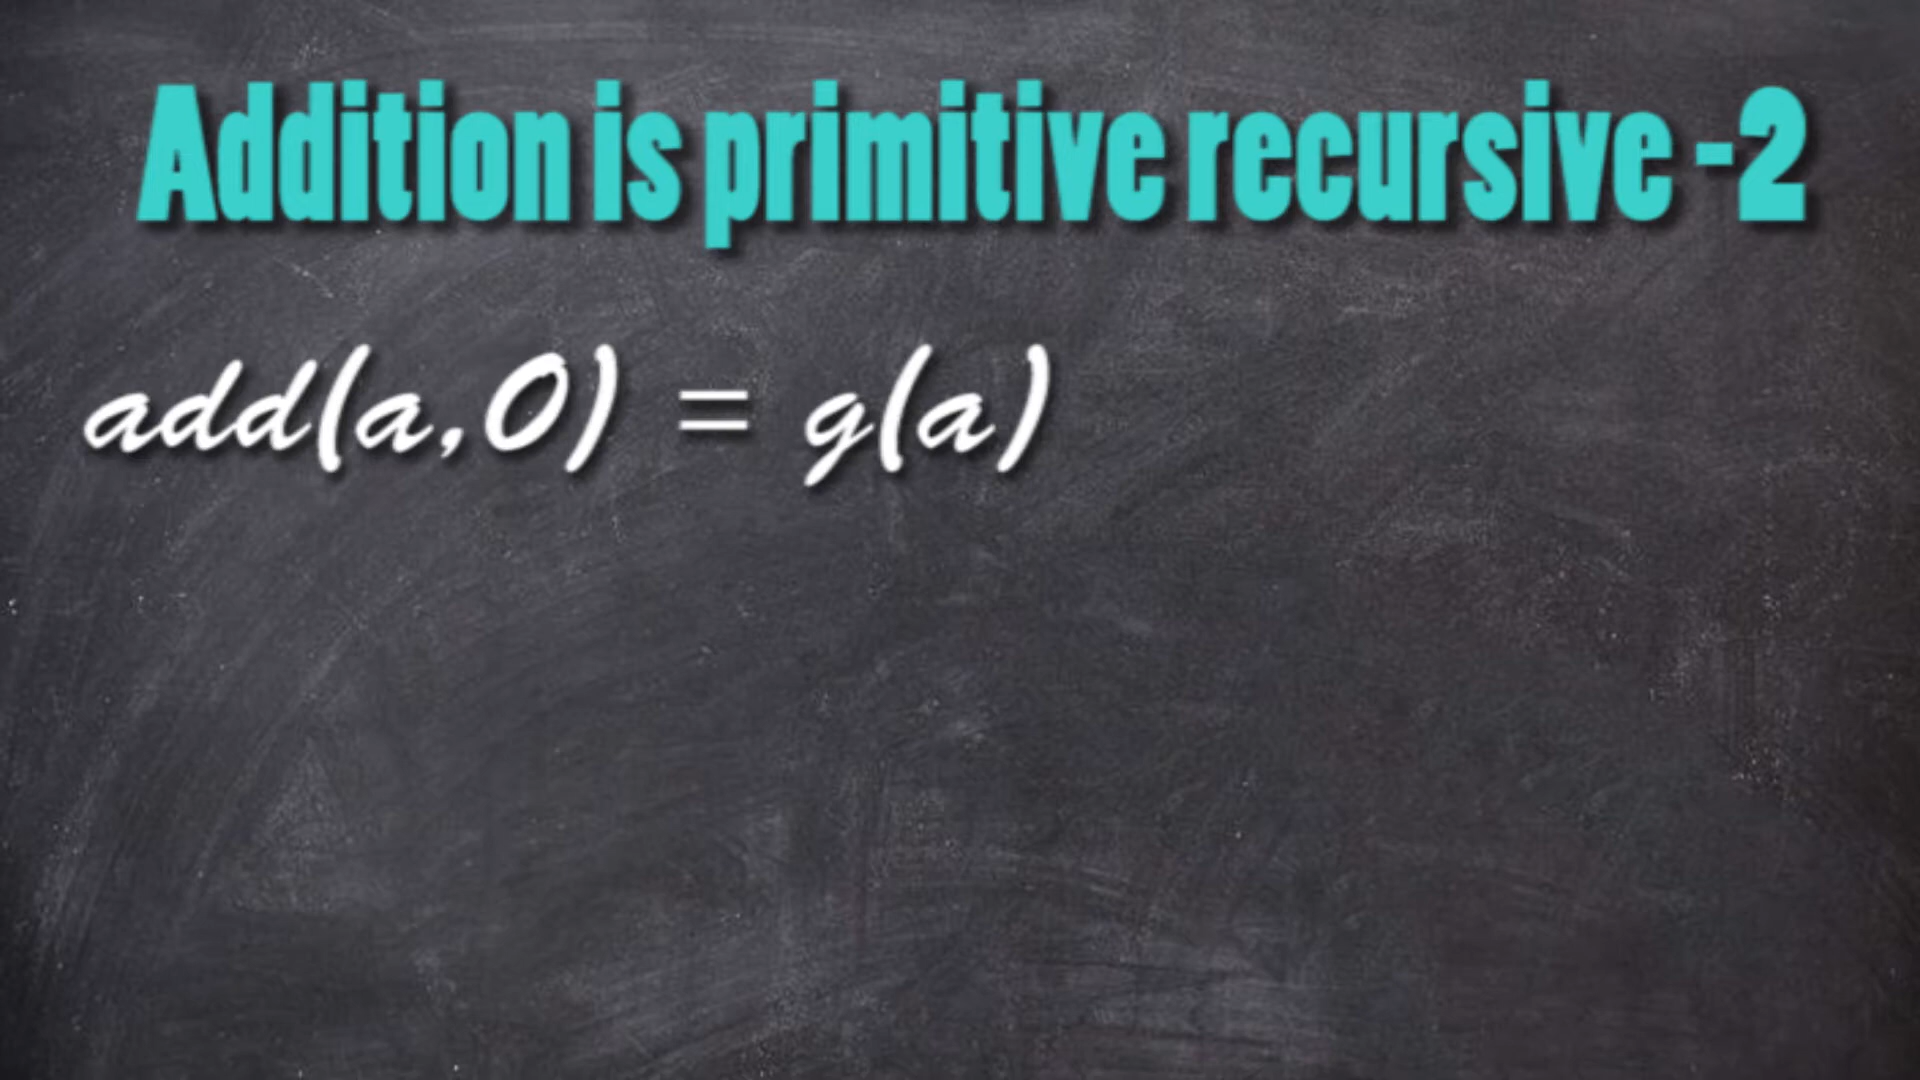 Addition is primitive recursive -2
add(a,0) = g(a)